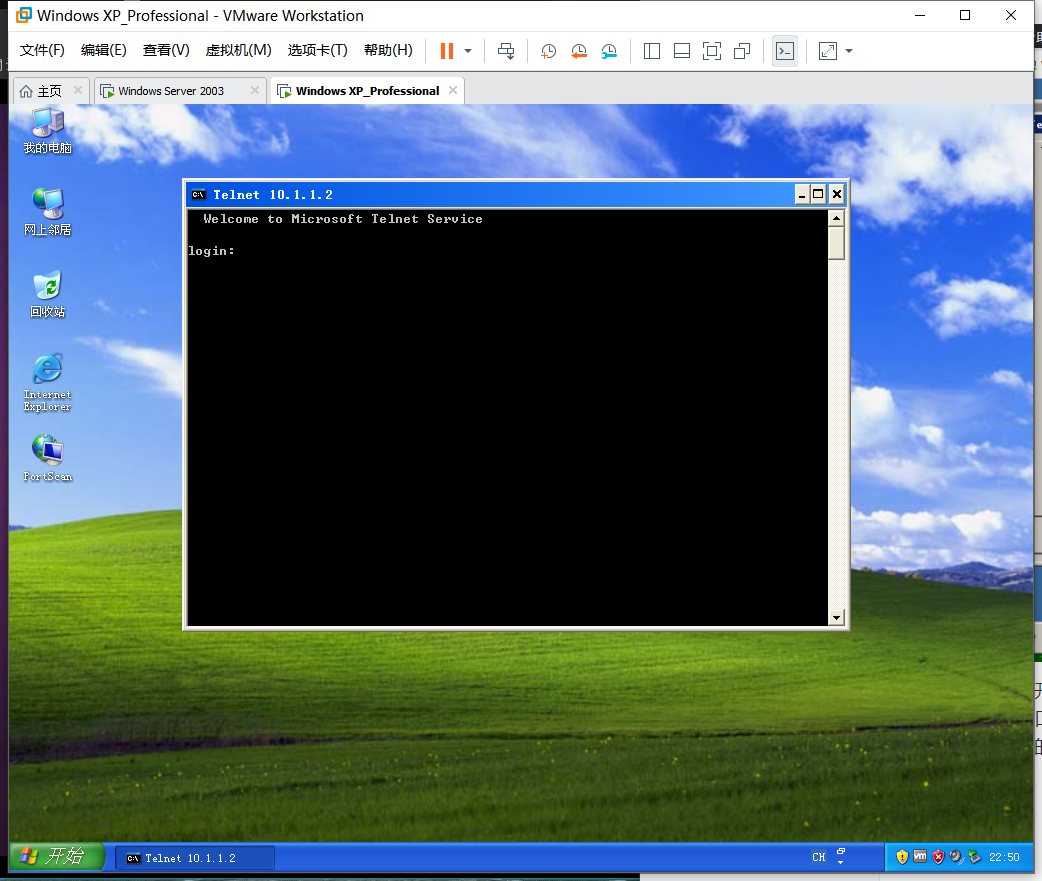 Windows XP_Professional - VMware Workstation
文件(F) 编辑(E) 查看(V) 虚拟机(M) 选项卡(T) 帮助(H)
主页 Windows Server 2003 Windows XP_Professional
我的电脑
网上邻居
回收站
Internet
Explorer
PortScan
Telnet 10.1.1.2
Welcome to Microsoft Telnet Service
login:
开始 Telnet 10.1.1.2 CH 22:50